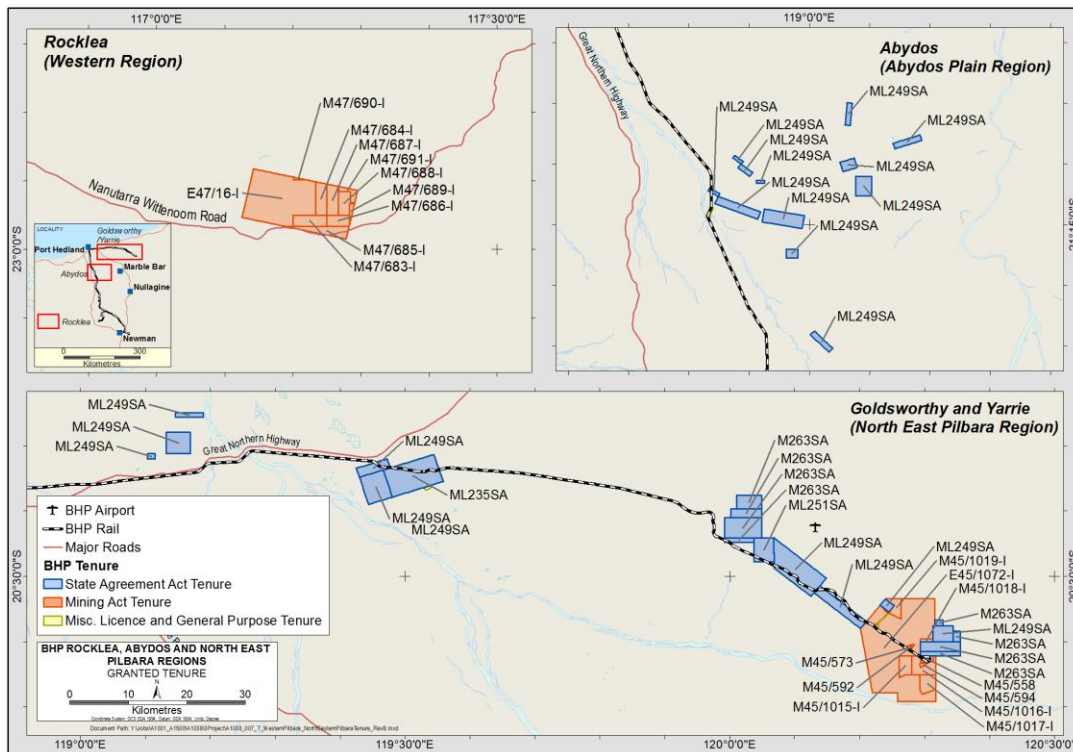 117°0'0"E
117°30'0"E
Rocklea
(Western Region)
M47/690-I
M47/684-I
M47/687-I
M47/691-I
M47/688-I
M47/689-I
M47/686-I
E47/16-I
Nanutarra Wittenoom Road
M47/685-I
M47/683-I
23°0'0"S
LOCALITY
Goldsworthy
/Yarrie
Port Hedland
Marble Bar
Abydos
Nullagine
Rocklea
Newman
0 300
Kilometres
119°0'0"E
Abydos
(Abydos Plain Region)
Great Northern Highway
ML249SA
ML249SA
ML249SA
ML249SA
ML249SA
ML249SA
ML249SA
ML249SA
ML249SA
ML249SA
ML249SA
ML249SA
21°15'0"S
Goldsworthy and Yarrie
(North East Pilbara Region)
ML249SA
ML249SA
ML249SA
Great Northern Highway
ML249SA
ML235SA
ML249SA
ML249SA
M263SA
M263SA
M263SA
ML251SA
ML249SA
ML249SA
ML249SA
M45/1019-I
E45/1072-I
M45/1018-I
M263SA
ML249SA
M263SA
M263SA
M263SA
M45/573
M45/592
M45/1015-I
M45/558
M45/594
M45/1016-I
M45/1017-I
20°30'0"S
20°30'0"S
BHP Airport
BHP Rail
Major Roads
BHP Tenure
State Agreement Act Tenure
Mining Act Tenure
Misc. Licence and General Purpose Tenure
BHP ROCKLEA, ABYDOS AND NORTH EAST
PILBARA REGIONS
GRANTED TENURE
N
0 10 20 30
Kilometres
119°0'0"E
119°30'0"E
120°0'0"E
120°30'0"E